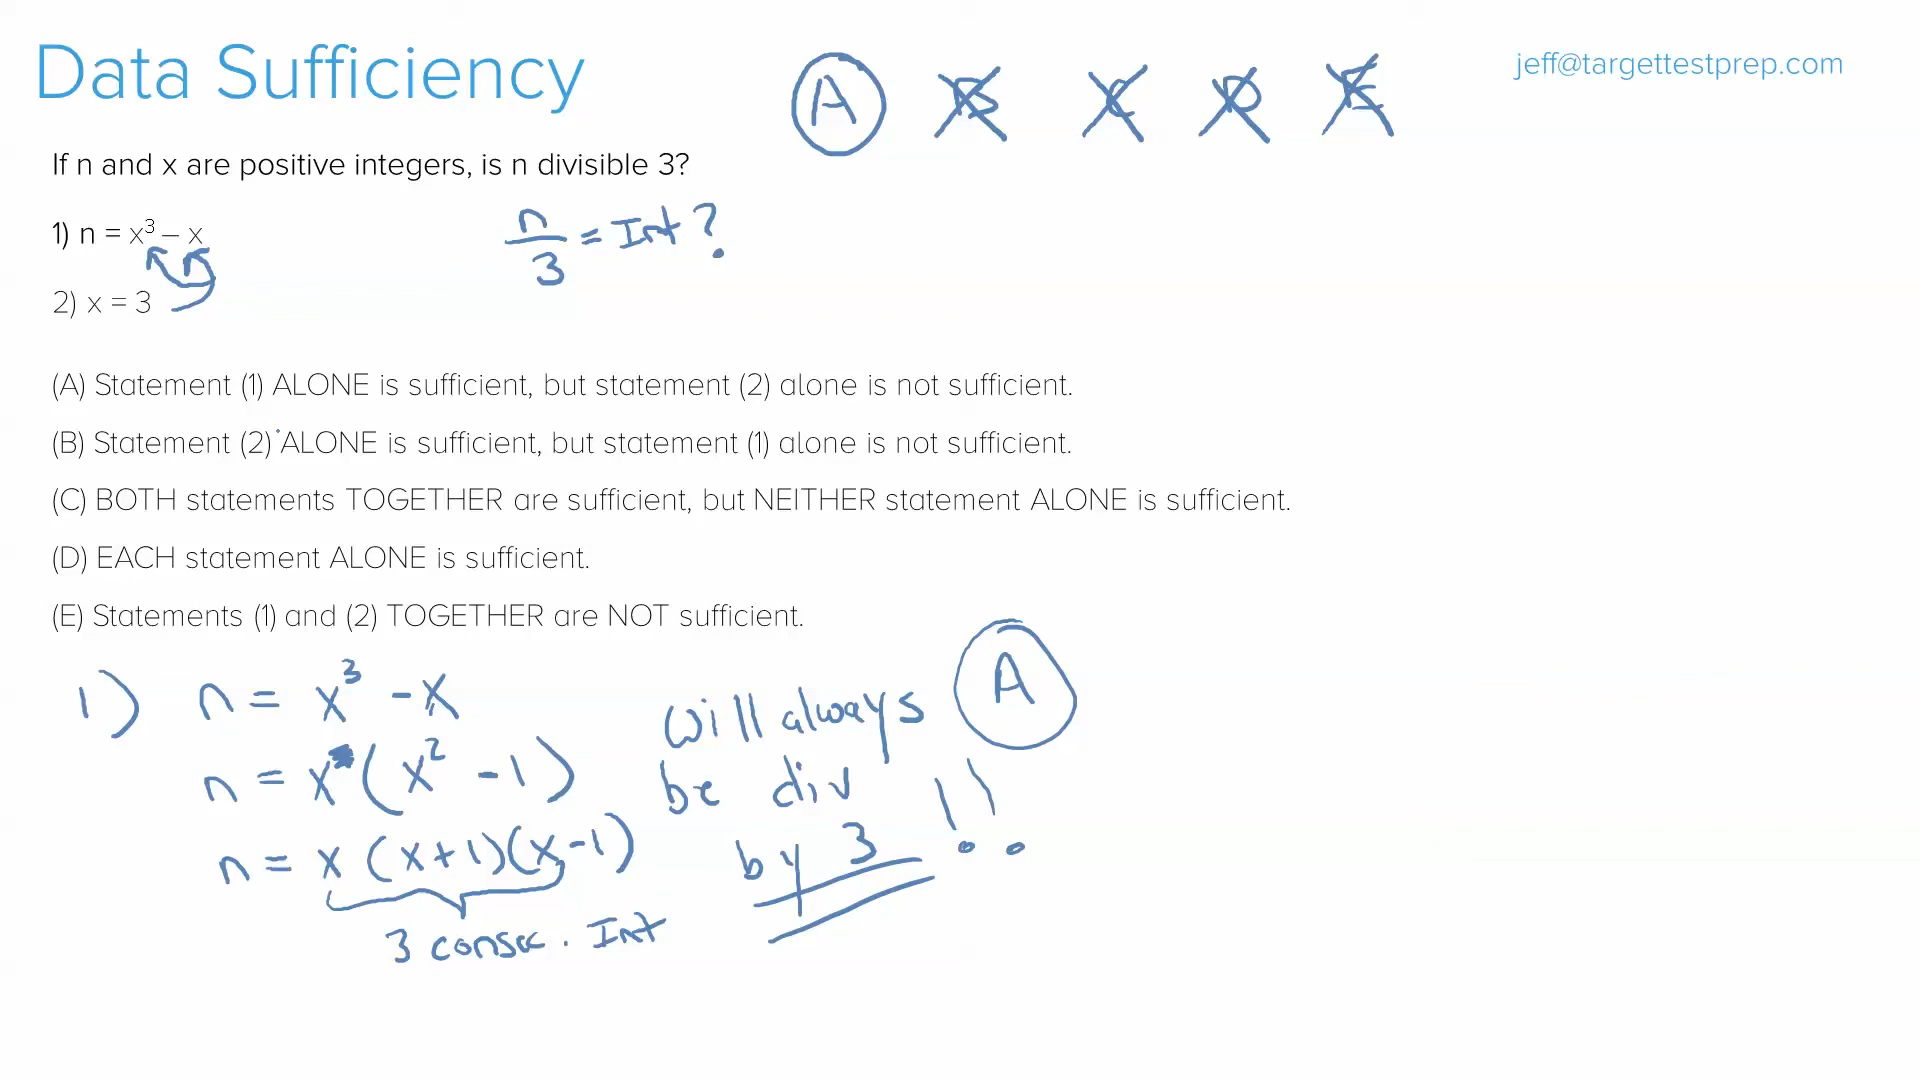 Data Sufficiency
A B C D E
jeff@targettestprep.com
If n and x are positive integers, is n divisible 3?
1) n = x³ – x
n/3 = Int?
2) x = 3
(A) Statement (1) ALONE is sufficient, but statement (2) alone is not sufficient.
(B) Statement (2) ALONE is sufficient, but statement (1) alone is not sufficient.
(C) BOTH statements TOGETHER are sufficient, but NEITHER statement ALONE is sufficient.
(D) EACH statement ALONE is sufficient.
(E) Statements (1) and (2) TOGETHER are NOT sufficient.
1) n = x³ - x
n = x (x² - 1)
n = x (x+1)(x-1)
3 consec. Int
will always
be div
by 3 !!
A